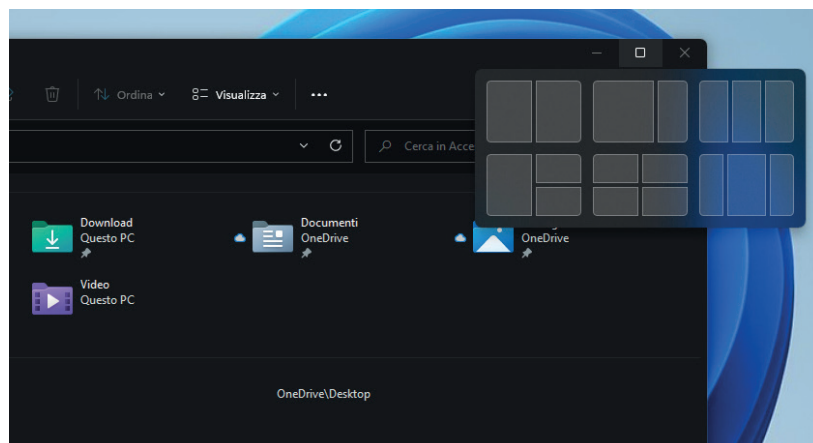 Ordina
Visualizza
Cerca in Acce
Download
Questo PC
Documenti
OneDrive
OneDrive
Video
Questo PC
OneDrive\Desktop